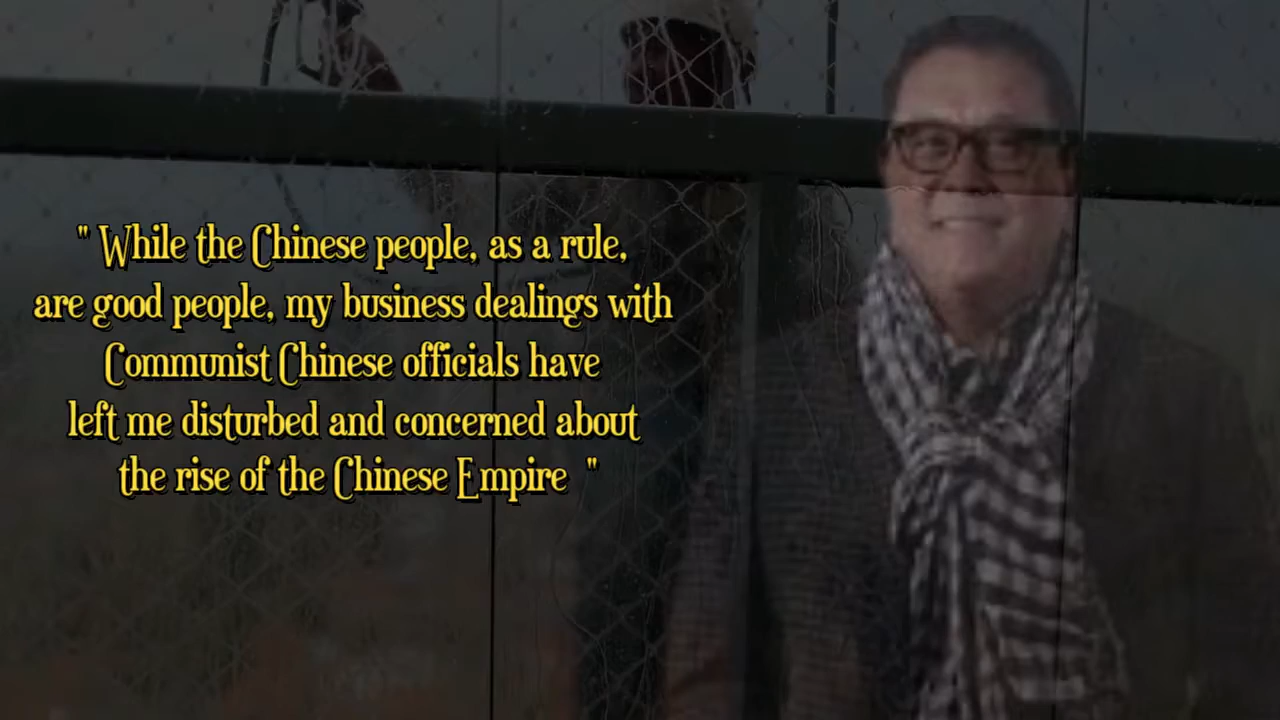 " While the Chinese people, as a rule,
are good people, my business dealings with
Communist Chinese officials have
left me disturbed and concerned about
the rise of the Chinese Empire "